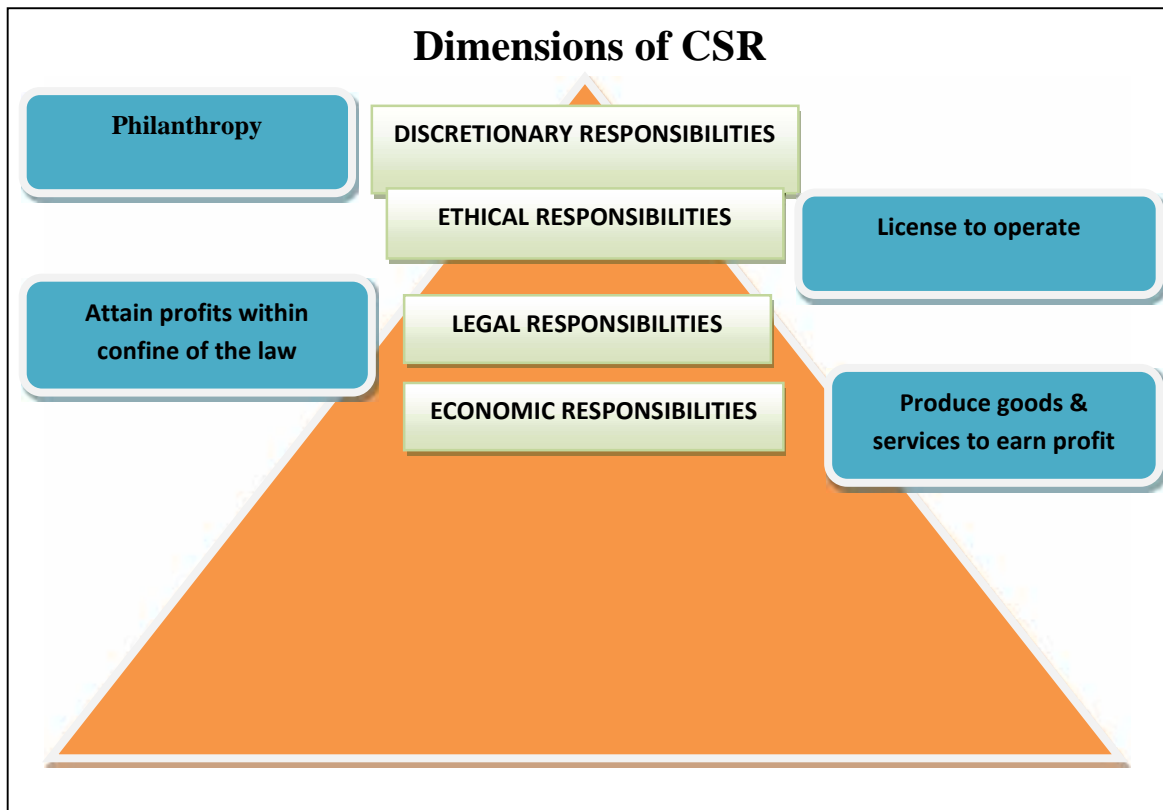 Dimensions of CSR
Philanthropy
DISCRETIONARY RESPONSIBILITIES
ETHICAL RESPONSIBILITIES
License to operate
Attain profits within
confine of the law
LEGAL RESPONSIBILITIES
ECONOMIC RESPONSIBILITIES
Produce goods &
services to earn profit